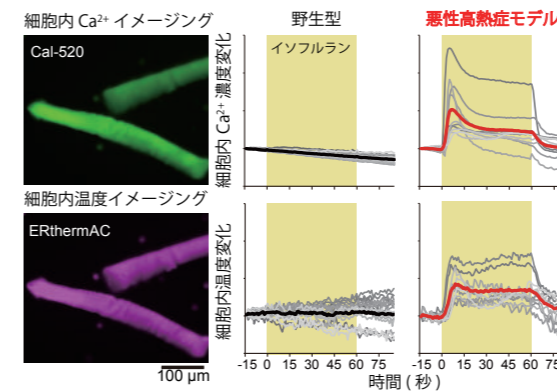 細胞内 Ca²⁺ イメージング
野生型
悪性高熱症モデル
Cal-520
細胞内 Ca²⁺ 濃度変化
イソフルラン
細胞内温度イメージング
ERthermAC
細胞内温度変化
-15 0 15 30 45 60 75
-15 0 15 30 45 60 75
100 µm
時間 ( 秒 )